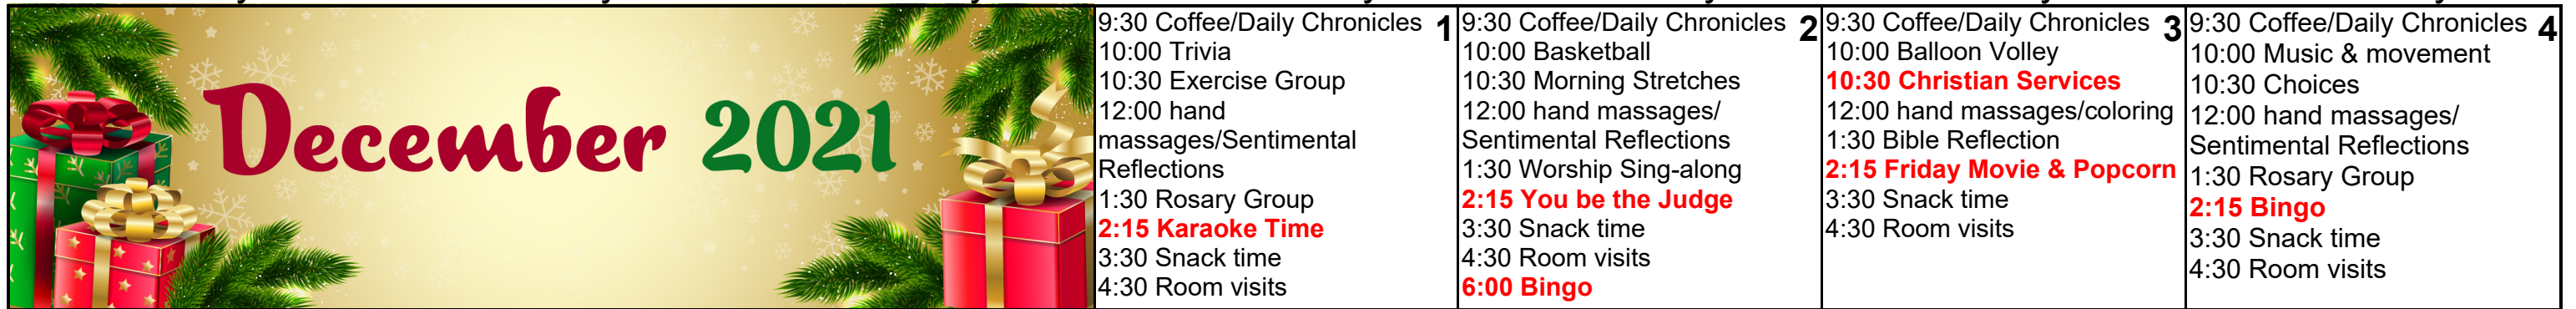 December 2021
9:30 Coffee/Daily Chronicles 1
10:00 Trivia
10:30 Exercise Group
12:00 hand
massages/Sentimental
Reflections
1:30 Rosary Group
2:15 Karaoke Time
3:30 Snack time
4:30 Room visits
9:30 Coffee/Daily Chronicles 2
10:00 Basketball
10:30 Morning Stretches
12:00 hand massages/
Sentimental Reflections
1:30 Worship Sing-along
2:15 You be the Judge
3:30 Snack time
4:30 Room visits
6:00 Bingo
9:30 Coffee/Daily Chronicles 3
10:00 Balloon Volley
10:30 Christian Services
12:00 hand massages/coloring
1:30 Bible Reflection
2:15 Friday Movie & Popcorn
3:30 Snack time
4:30 Room visits
9:30 Coffee/Daily Chronicles 4
10:00 Music & movement
10:30 Choices
12:00 hand massages/
Sentimental Reflections
1:30 Rosary Group
2:15 Bingo
3:30 Snack time
4:30 Room visits